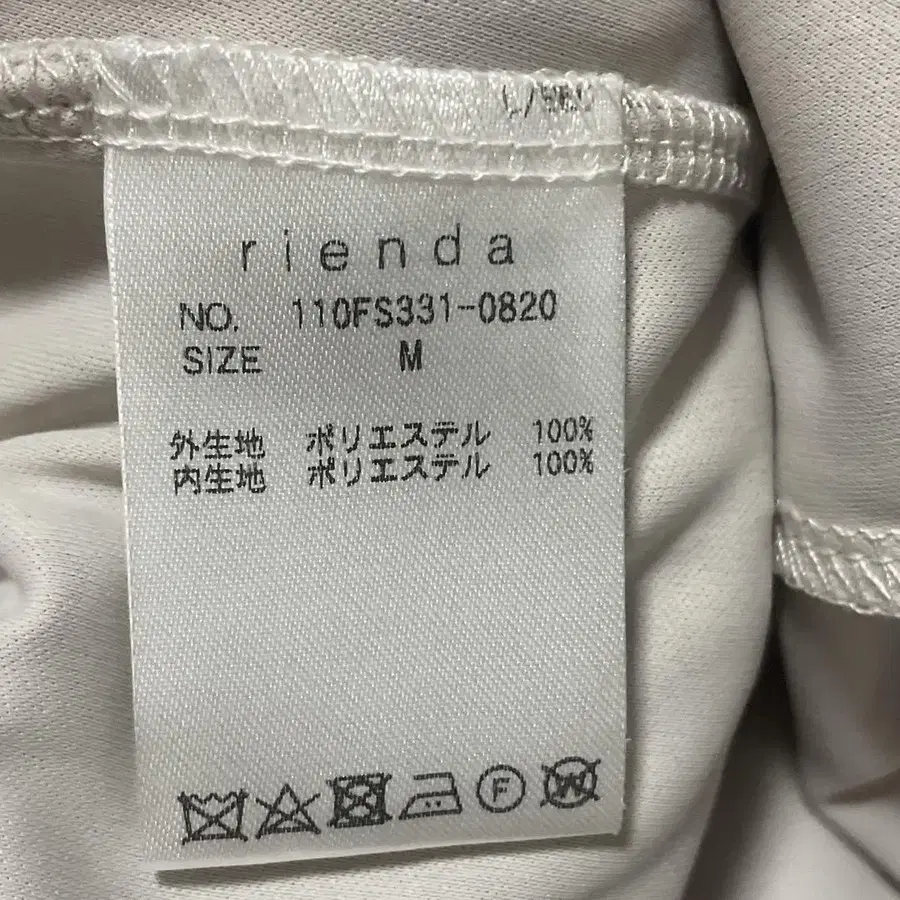 rienda
NO. 110FS331-0820
SIZE M
外生地 ポリエステル 100%
内生地 ポリエステル 100%
F
W